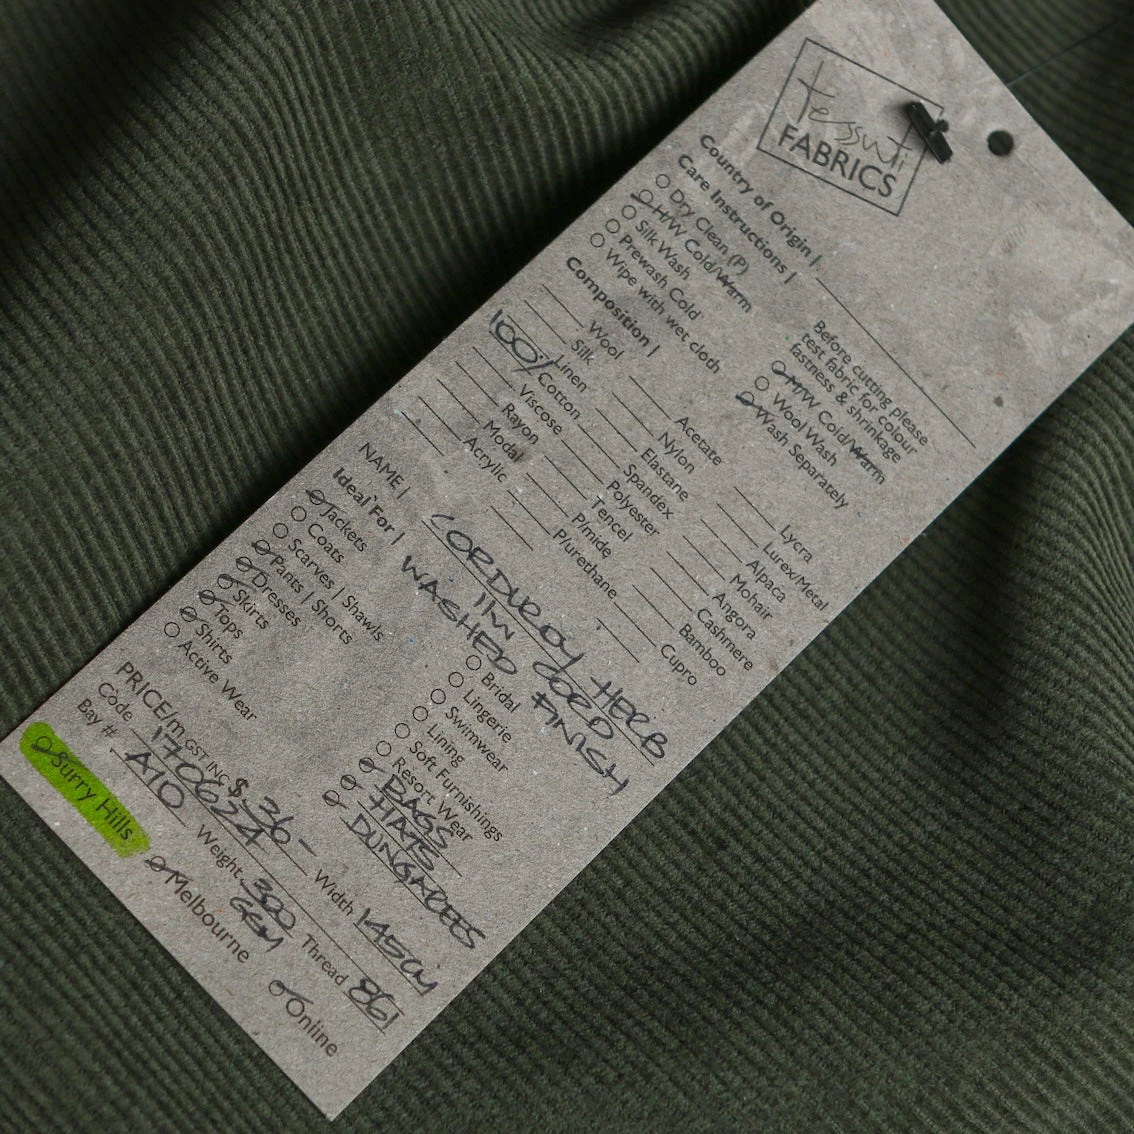 tessuti
FABRICS
Country of Origin |
Care Instructions |
Before cutting please
test fabric for colour
fastness & shrinkage
Dry Clean (P)
H/W Cold/Warm
Silk Wash
Prewash Cold
Wipe with wet cloth
M/W Cold/Warm
Wool Wash
Wash Separately
Composition |
Wool
Silk
Linen
100% Cotton
Viscose
Rayon
Modal
Acrylic
Acetate
Nylon
Elastane
Spandex
Polyester
Tencel
P/mide
P/urethane
Lycra
Lurex/Metal
Alpaca
Mohair
Angora
Cashmere
Bamboo
Cupro
NAME | CORDUROY HERB
11W CORD
WASHED FINISH
Ideal For |
Jackets
Coats
Scarves | Shawls
Pants | Shorts
Dresses
Skirts
Tops
Shirts
Active Wear
Bridal
Lingerie
Swimwear
Lining
Soft Furnishings
Resort Wear
BAGS
HATS
DUNGAREES
PRICE/m GST INC $ 36- Width 145CM
Code 170624 Weight 300 GSM Thread 861
Bay # A110
Surry Hills
Melbourne
Online